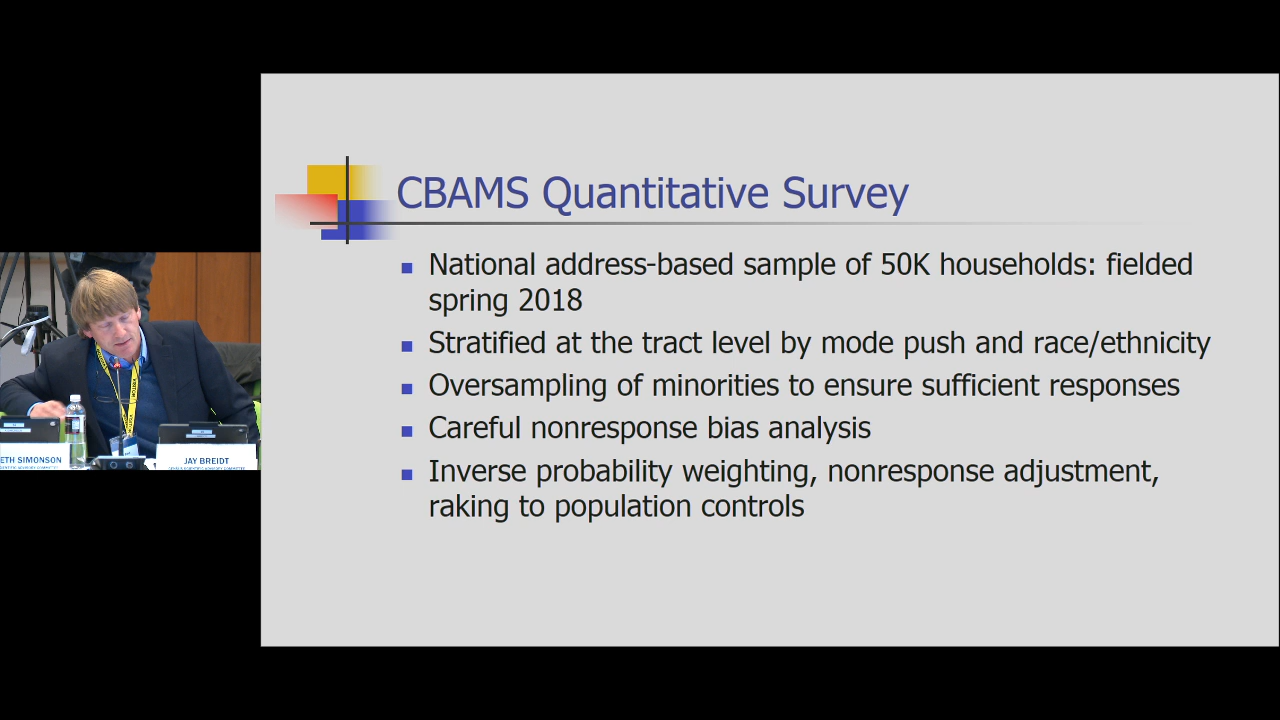 CBAMS Quantitative Survey
National address-based sample of 50K households: fielded
spring 2018
Stratified at the tract level by mode push and race/ethnicity
Oversampling of minorities to ensure sufficient responses
Careful nonresponse bias analysis
Inverse probability weighting, nonresponse adjustment,
raking to population controls
ETH SIMONSON
JAY BREIDT